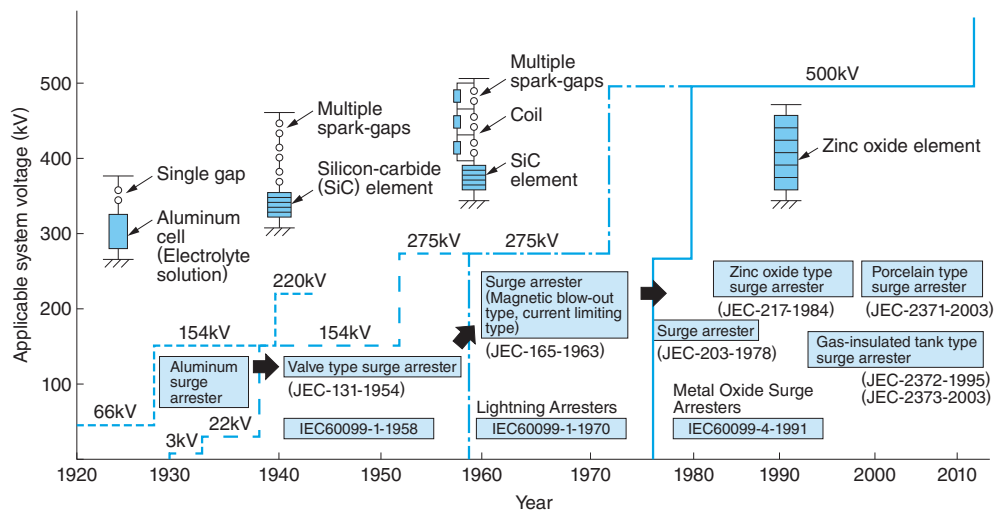 Applicable system voltage (kV)
500
400
300
200
100
1920
1930
1940
1950
1960
1970
1980
1990
2000
2010
Year
Single gap
Aluminum
cell
(Electrolyte
solution)
Multiple
spark-gaps
Silicon-carbide
(SiC) element
Multiple
spark-gaps
Coil
SiC
element
500kV
Zinc oxide element
66kV
154kV
220kV
3kV
22kV
154kV
275kV
275kV
Aluminum
surge
arrester
Valve type surge arrester
(JEC-131-1954)
IEC60099-1-1958
Surge arrester
(Magnetic blow-out
type, current limiting
type)
(JEC-165-1963)
Lightning Arresters
IEC60099-1-1970
Surge arrester
(JEC-203-1978)
Zinc oxide type
surge arrester
(JEC-217-1984)
Porcelain type
surge arrester
(JEC-2371-2003)
Gas-insulated tank type
surge arrester
(JEC-2372-1995)
(JEC-2373-2003)
Metal Oxide Surge
Arresters
IEC60099-4-1991